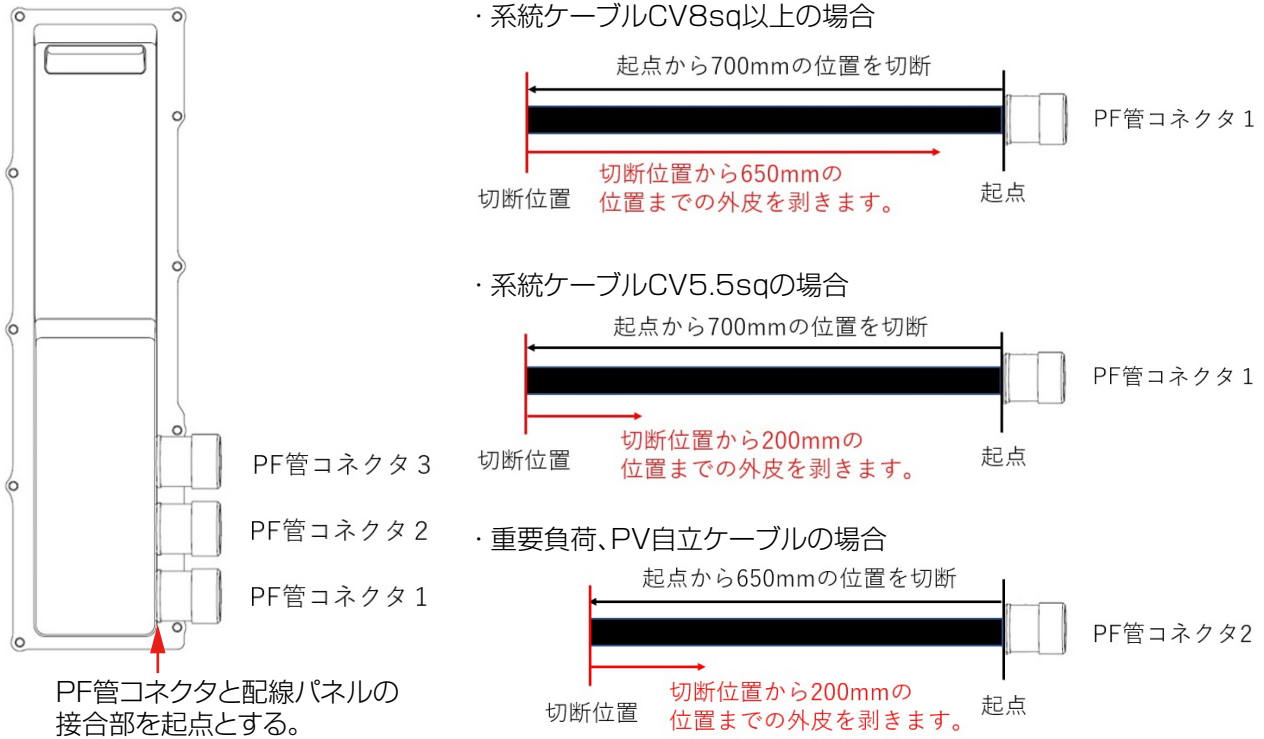 PF管コネクタ3
PF管コネクタ2
PF管コネクタ1
PF管コネクタと配線パネルの
接合部を起点とする。
・系統ケーブルCV8sq以上の場合
起点から700mmの位置を切断
PF管コネクタ1
切断位置から650mmの
位置までの外皮を剥きます。
切断位置
起点
・系統ケーブルCV5.5sqの場合
起点から700mmの位置を切断
PF管コネクタ1
切断位置から200mmの
位置までの外皮を剥きます。
切断位置
起点
・重要負荷、PV自立ケーブルの場合
起点から650mmの位置を切断
PF管コネクタ2
切断位置から200mmの
位置までの外皮を剥きます。
切断位置
起点